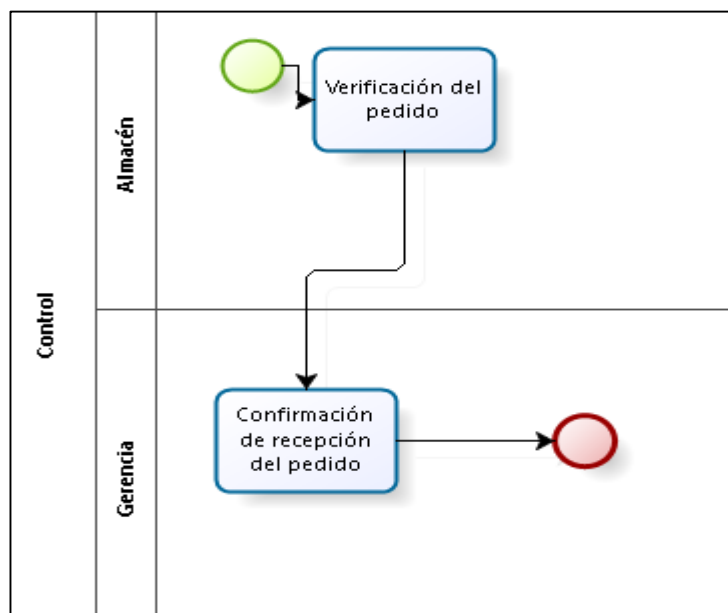 Control
Almacén
Verificación del
pedido
Gerencia
Confirmación
de recepción
del pedido